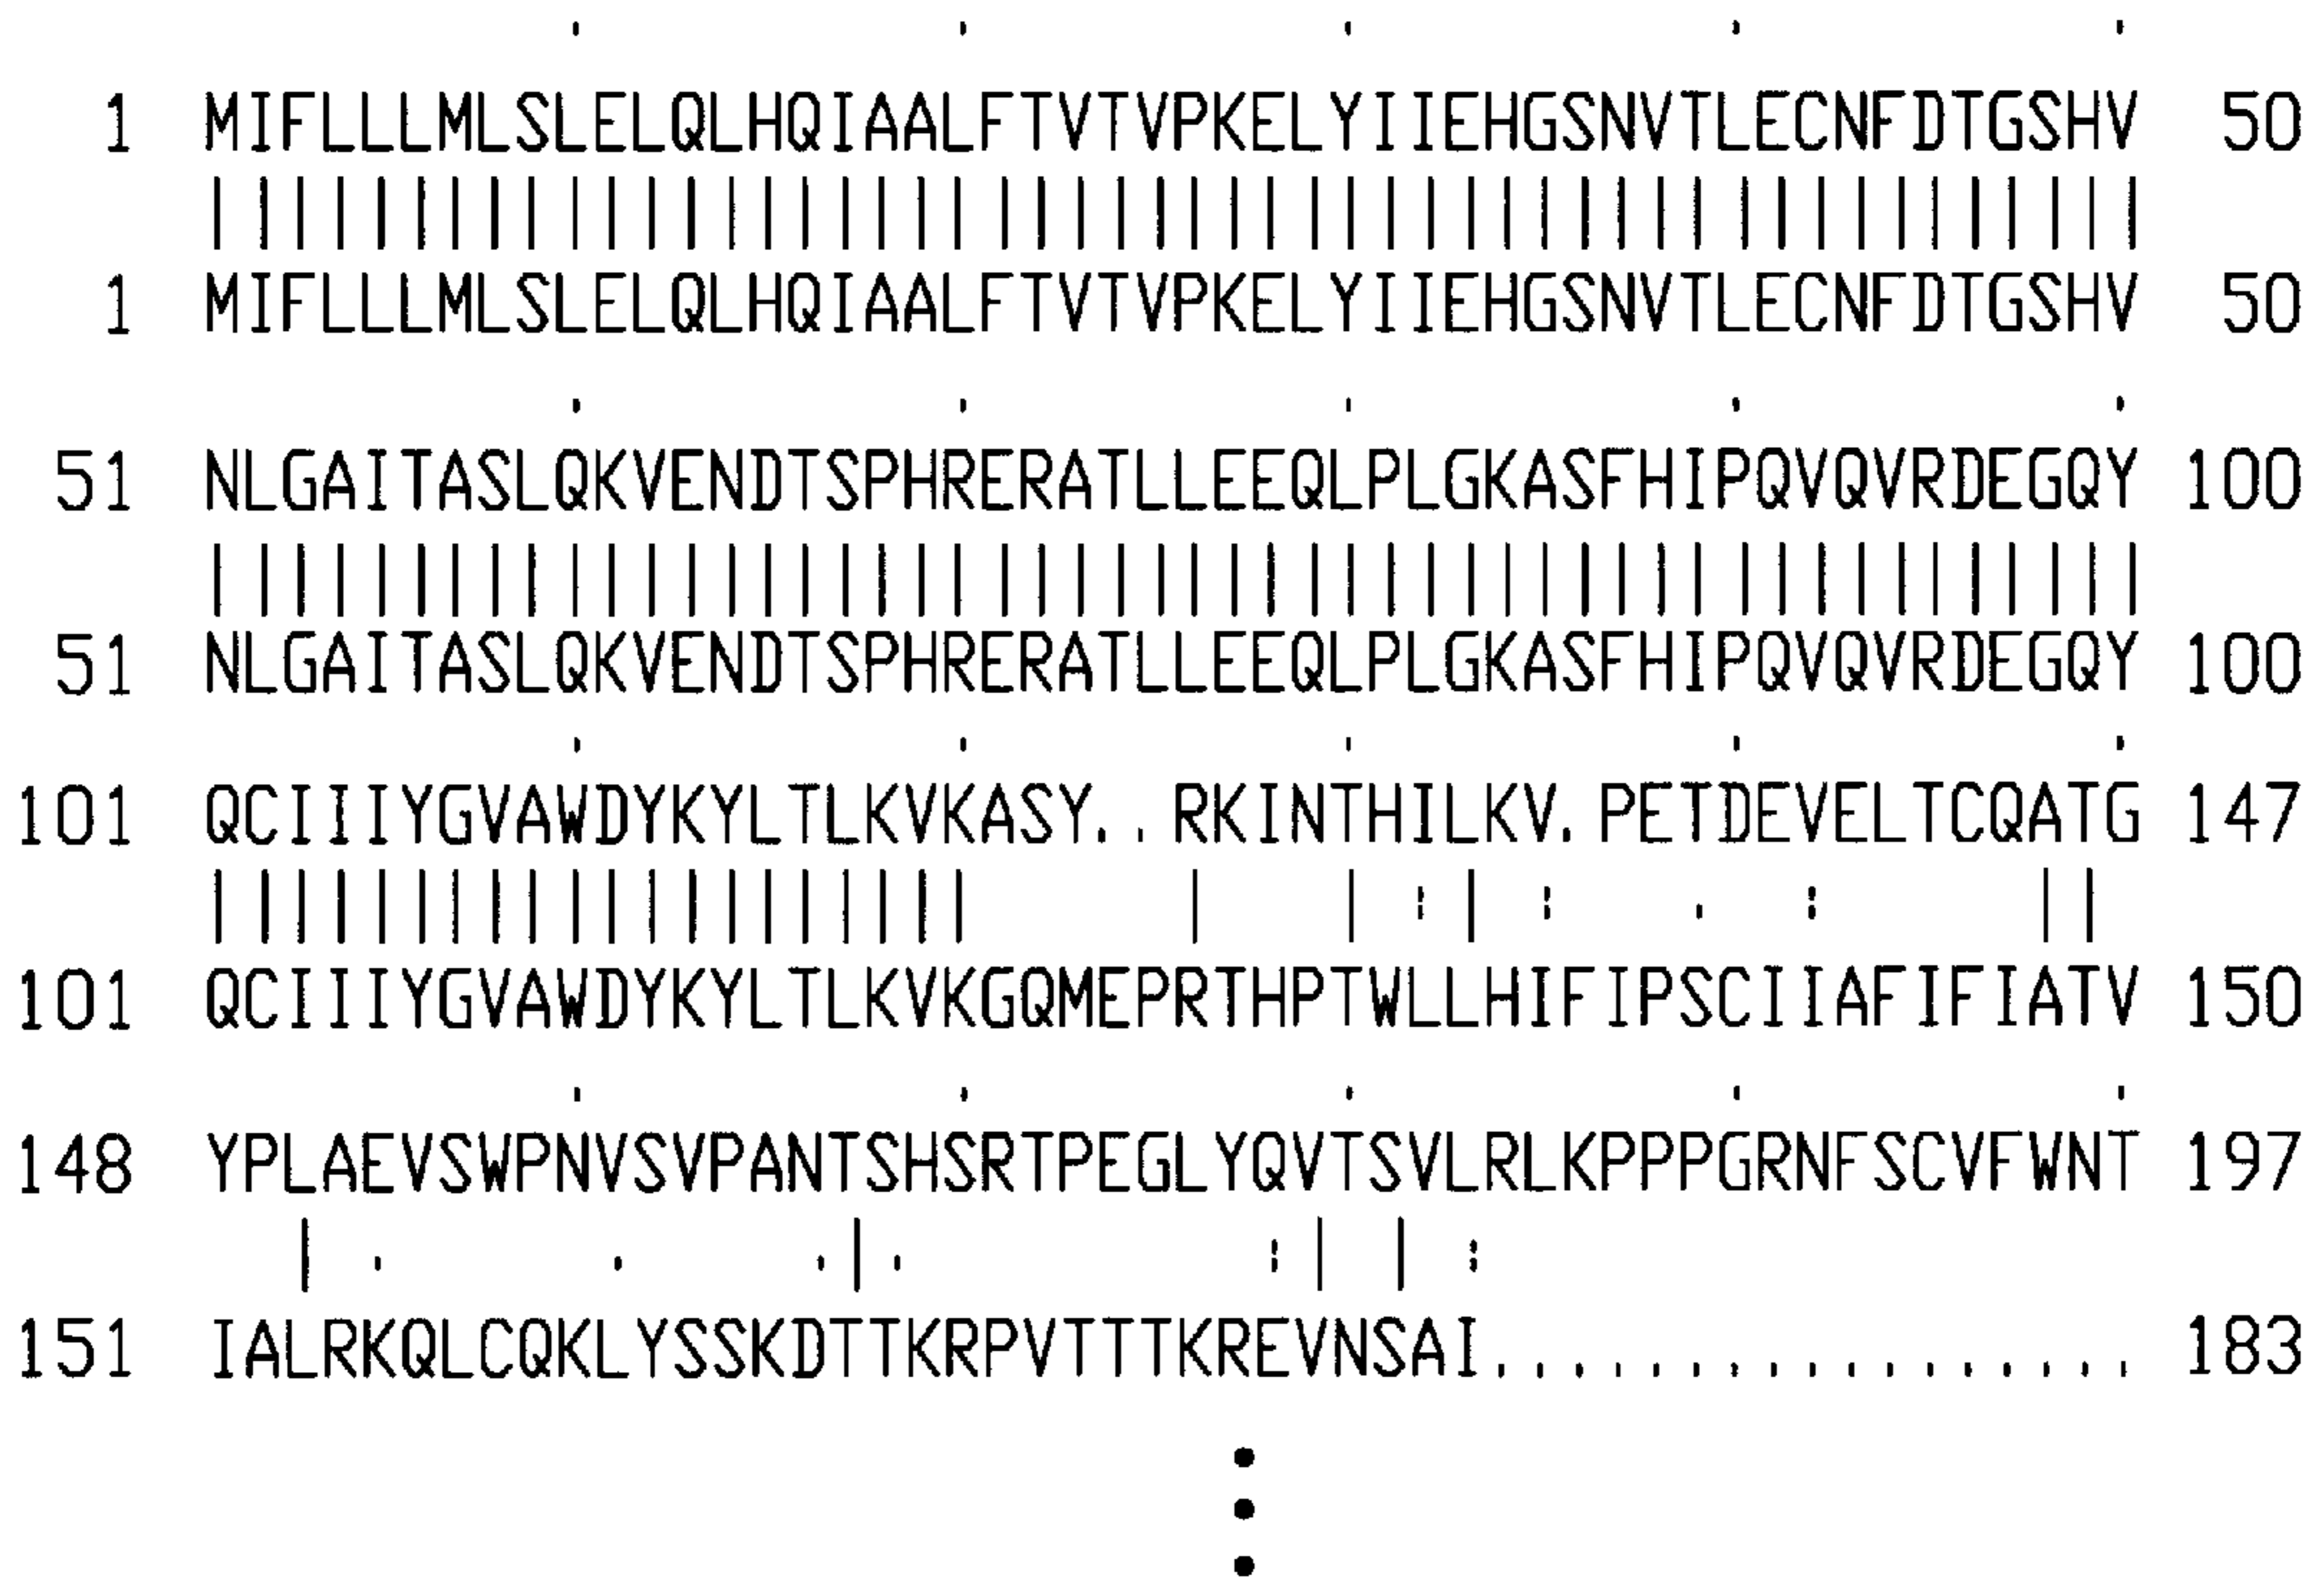 1 MIFLLLMLSLELQLHQIAALFTVTVPKELYIIEHGSNVTLECNFDTGSHV 50
1 MIFLLLMLSLELQLHQIAALFTVTVPKELYIIEHGSNVTLECNFDTGSHV 50
51 NLGAITASLQKVENDTSPHRERATLLEEQLPLGKASFHIPQVQVRDEGQY 100
51 NLGAITASLQKVENDTSPHRERATLLEEQLPLGKASFHIPQVQVRDEGQY 100
101 QCIIIYGVAWDYKYLTLKVKASY..RKINTHILKV.PETDEVELTCQATG 147
101 QCIIIYGVAWDYKYLTLKVKGQMEPRTHPTWLLHIFIPSCIIAFIFIATV 150
148 YPLAEVSWPNVSVPANTSHSRTPEGLYQVTSVLRLKPPPGRNFSCVFWNT 197
151 IALRKQLCQKLYSSKDTTKRPVTTTKREVNSAI................. 183